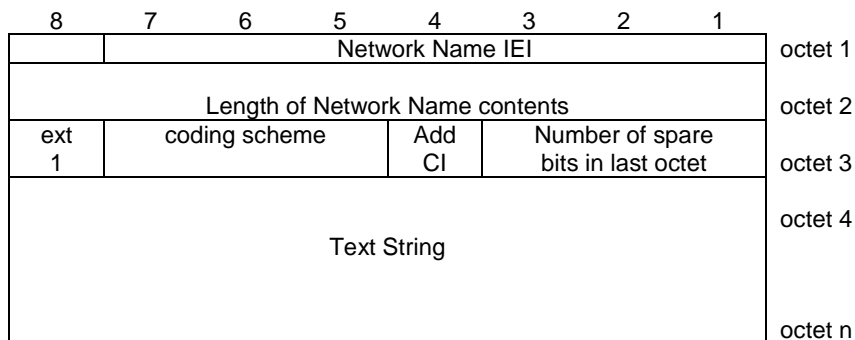 8 7 6 5 4 3 2 1
Network Name IEI octet 1
Length of Network Name contents octet 2
ext coding scheme Add Number of spare
1 CI bits in last octet octet 3
octet 4
Text String
octet n